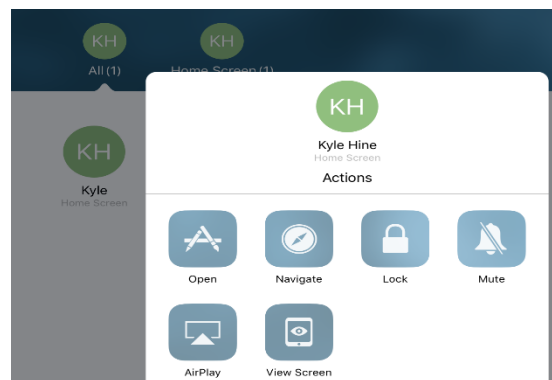 KH
KH
All (1)
Home Screen (1)
KH
Kyle
Home Screen
KH
Kyle Hine
Home Screen
Actions
Open
Navigate
Lock
Mute
AirPlay
View Screen